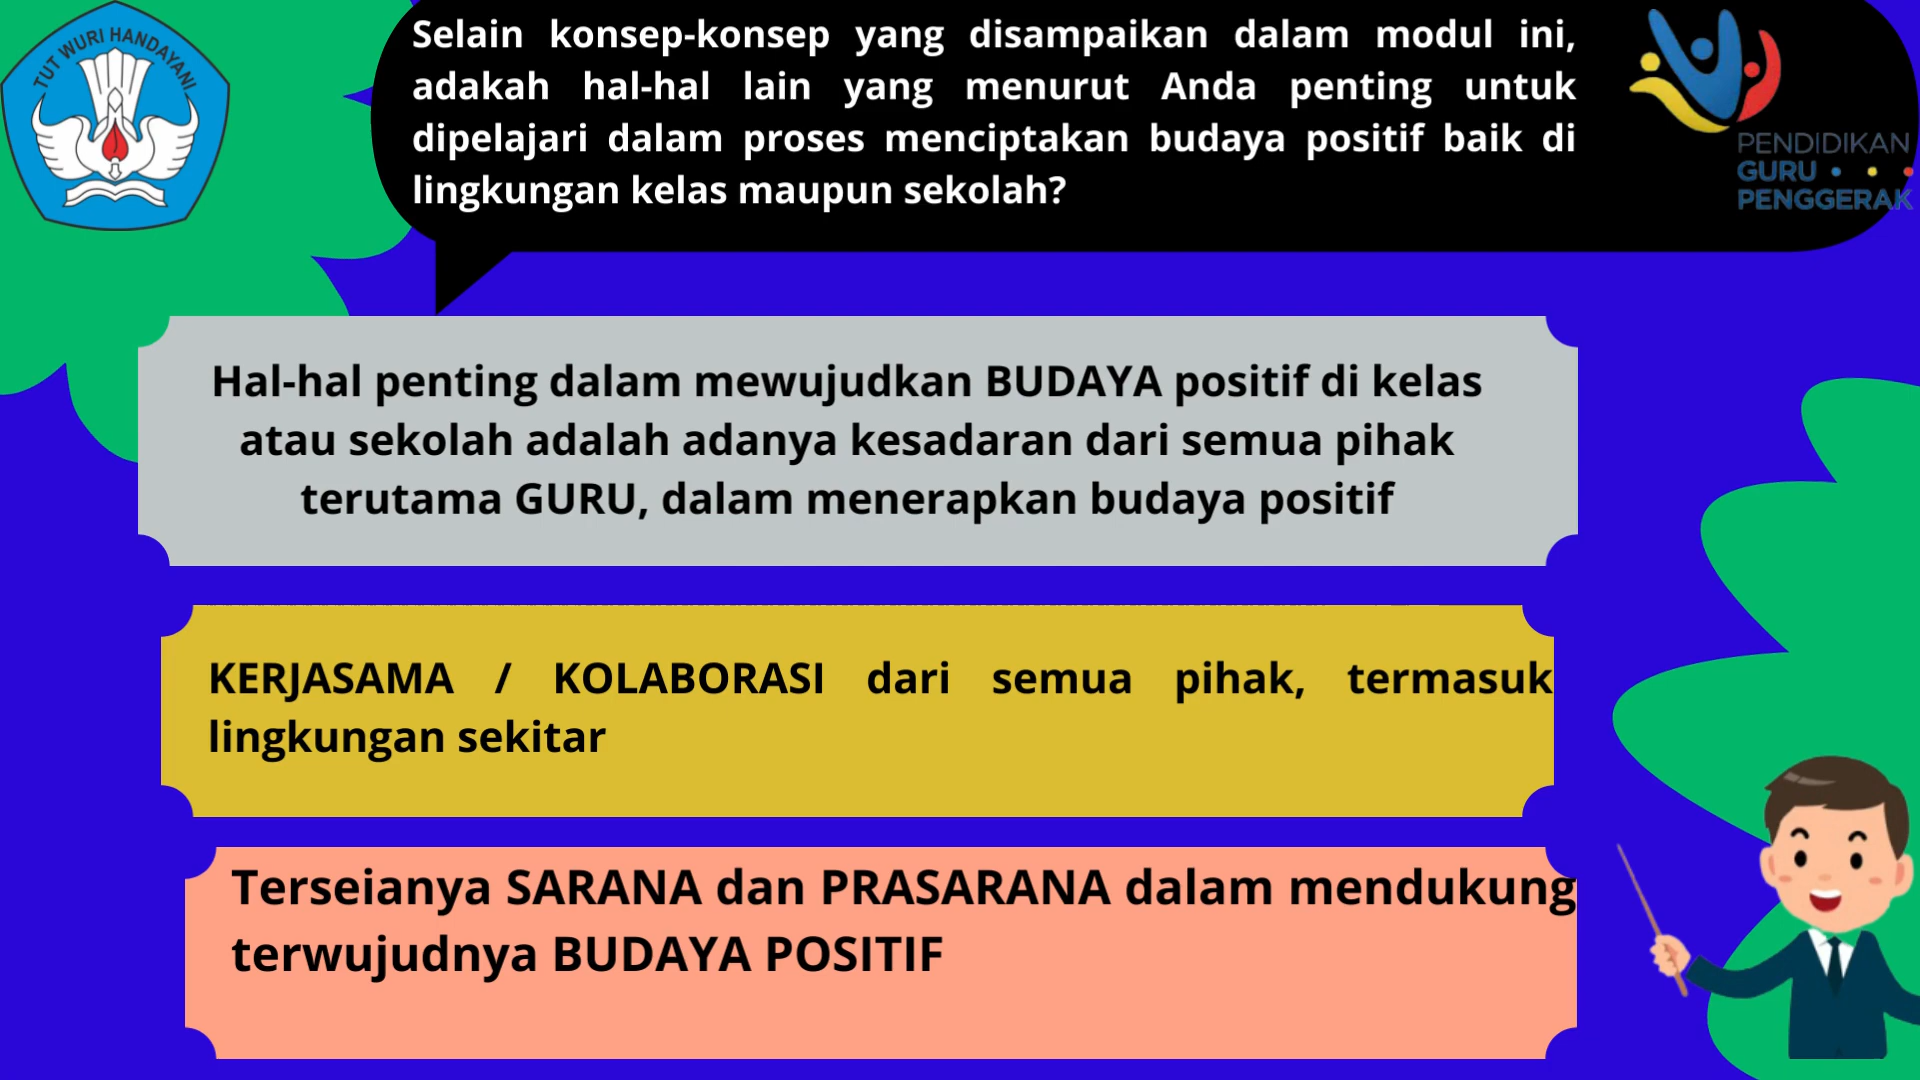 TUT WURI HANDAYANI
Selain konsep-konsep yang disampaikan dalam modul ini,
adakah hal-hal lain yang menurut Anda penting untuk
dipelajari dalam proses menciptakan budaya positif baik di
lingkungan kelas maupun sekolah?
PENDIDIKAN
GURU
PENGGERAK
Hal-hal penting dalam mewujudkan BUDAYA positif di kelas
atau sekolah adalah adanya kesadaran dari semua pihak
terutama GURU, dalam menerapkan budaya positif
KERJASAMA / KOLABORASI dari semua pihak, termasuk
lingkungan sekitar
Terseianya SARANA dan PRASARANA dalam mendukung
terwujudnya BUDAYA POSITIF